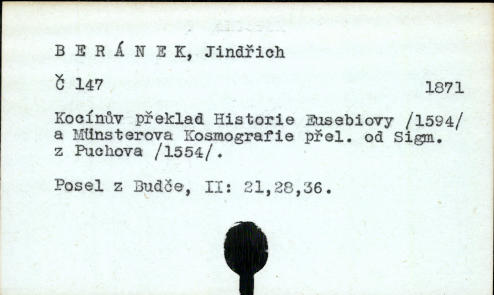 B E R Á N E K, Jindřich
Č 147 1871
Kocínův překlad Historie Eusebiovy /1594/
a Münsterova Kosmografie přel. od Sigm.
z Puchova /1554/.
Posel z Budče, II: 21,28,36.